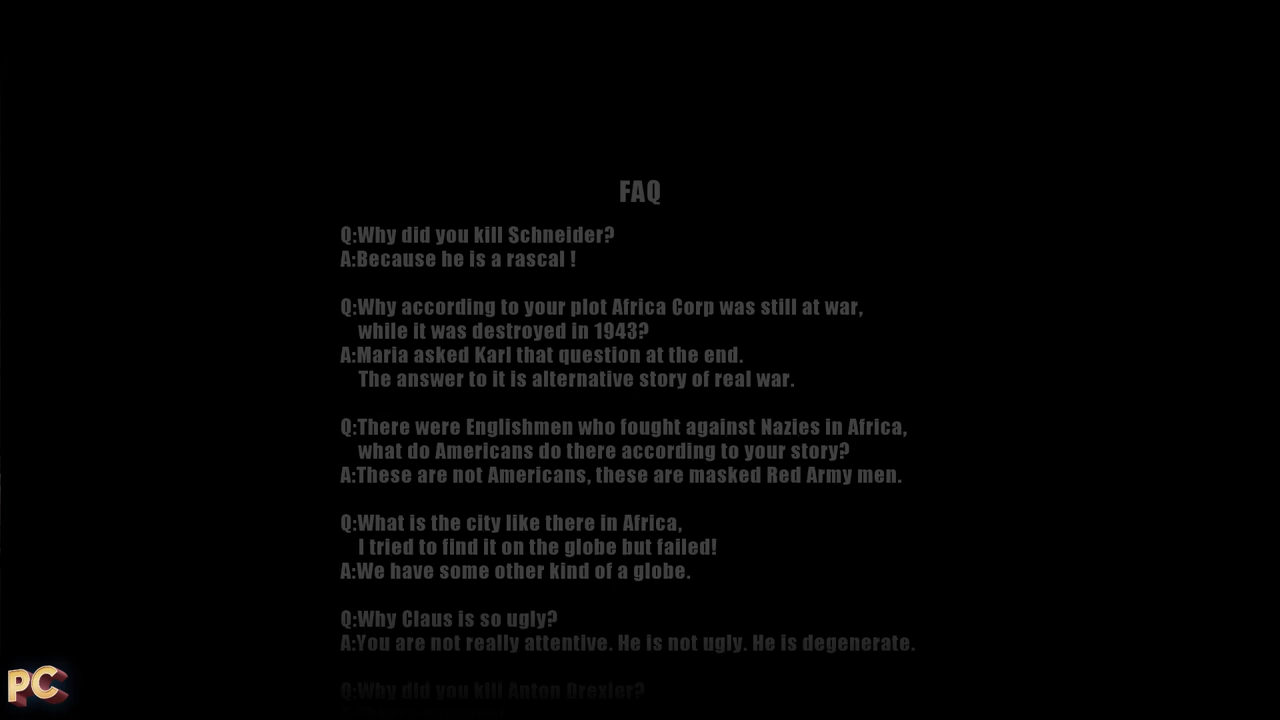 FAQ
Q:Why did you kill Schneider?
A:Because he is a rascal !
Q:Why according to your plot Africa Corp was still at war,
while it was destroyed in 1943?
A:Maria asked Karl that question at the end.
The answer to it is alternative story of real war.
Q:There were Englishmen who fought against Nazies in Africa,
what do Americans do there according to your story?
A:These are not Americans, these are masked Red Army men.
Q:What is the city like there in Africa,
I tried to find it on the globe but failed!
A:We have some other kind of a globe.
Q:Why Claus is so ugly?
A:You are not really attentive. He is not ugly. He is degenerate.
Q:Why did you kill Anton Drexler?
PC